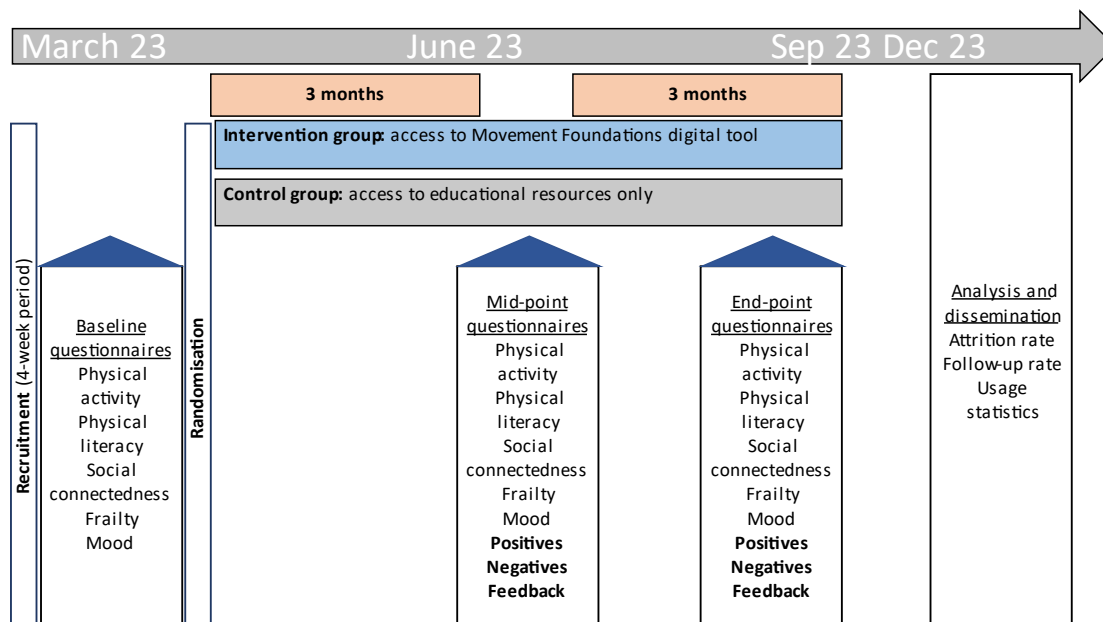 March 23
June 23
Sep 23
Dec 23
3 months
3 months
Intervention group: access to Movement Foundations digital tool
Control group: access to educational resources only
Recruitment (4-week period)
Baseline
questionnaires
Physical
activity
Physical
literacy
Social
connectedness
Frailty
Mood
Randomisation
Mid-point
questionnaires
Physical
activity
Physical
literacy
Social
connectedness
Frailty
Mood
Positives
Negatives
Feedback
End-point
questionnaires
Physical
activity
Physical
literacy
Social
connectedness
Frailty
Mood
Positives
Negatives
Feedback
Analysis and
dissemination
Attrition rate
Follow-up rate
Usage
statistics